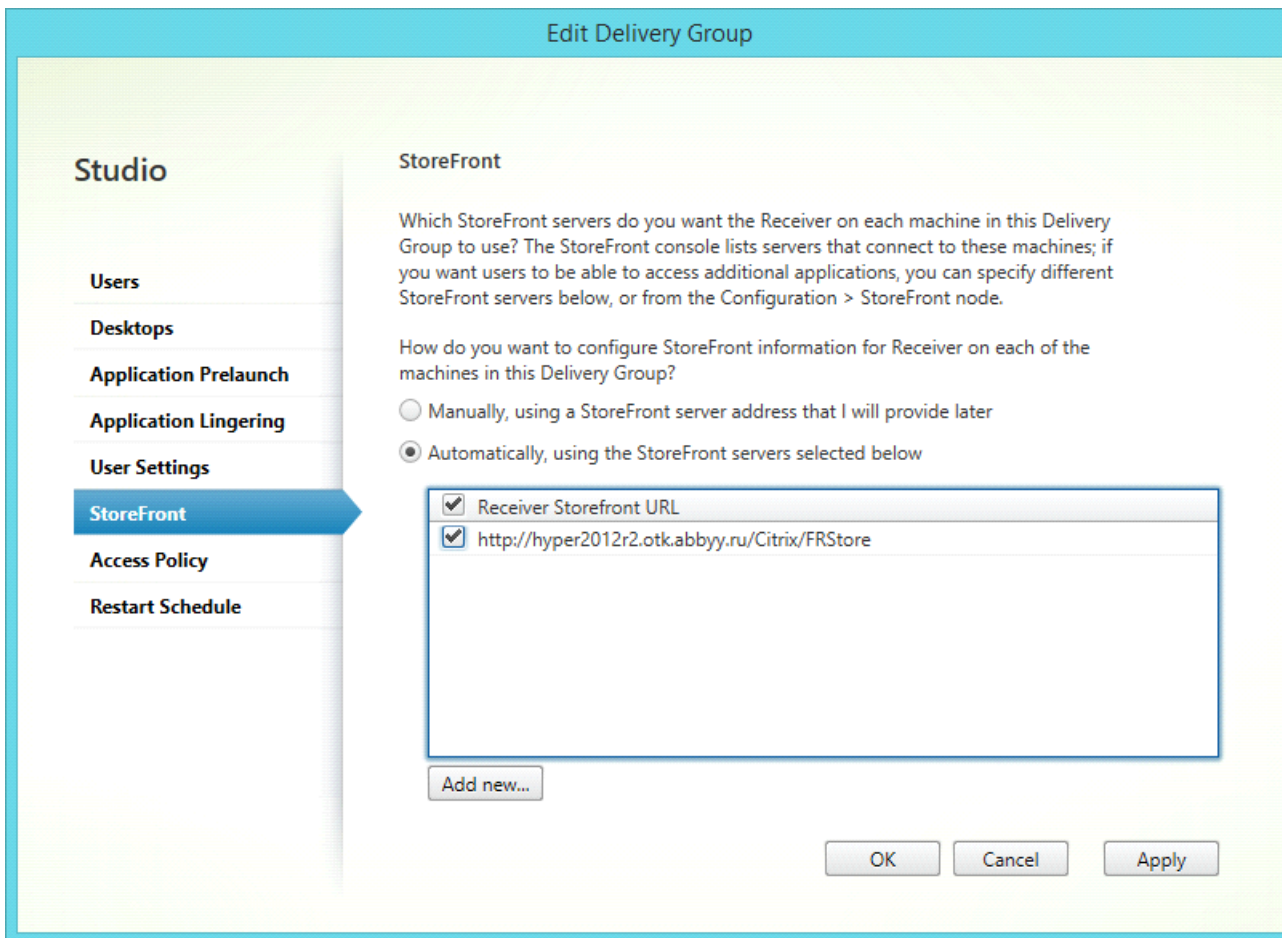 Edit Delivery Group
Studio
Users
Desktops
Application Prelaunch
Application Lingering
User Settings
StoreFront
Access Policy
Restart Schedule
StoreFront
Which StoreFront servers do you want the Receiver on each machine in this Delivery
Group to use? The StoreFront console lists servers that connect to these machines; if
you want users to be able to access additional applications, you can specify different
StoreFront servers below, or from the Configuration > StoreFront node.
How do you want to configure StoreFront information for Receiver on each of the
machines in this Delivery Group?
Manually, using a StoreFront server address that I will provide later
Automatically, using the StoreFront servers selected below
Receiver Storefront URL
http://hyper2012r2.otk.abbyy.ru/Citrix/FRStore
Add new...
OK
Cancel
Apply